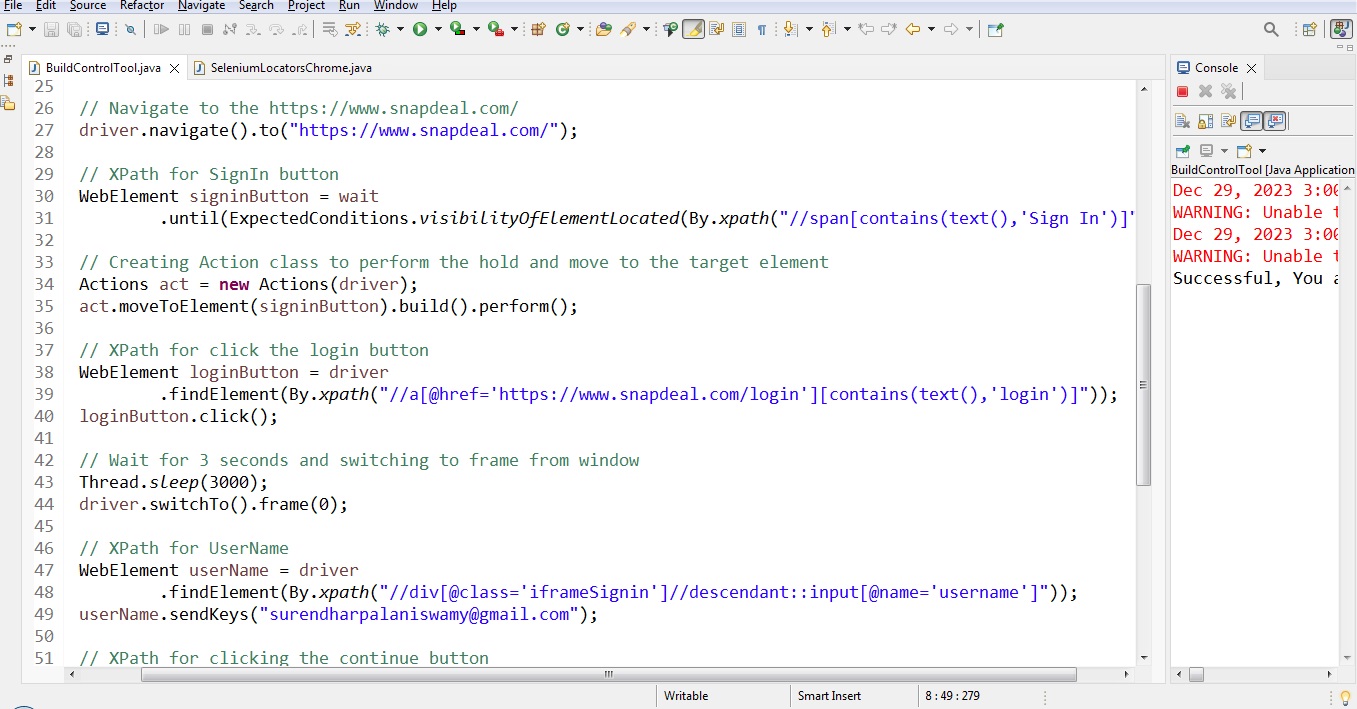 File Edit Source Refactor Navigate Search Project Run Window Help
BuildControlTool.java SeleniumLocatorsChrome.java
25
26 // Navigate to the https://www.snapdeal.com/
27 driver.navigate().to("https://www.snapdeal.com/");
28
29 // XPath for SignIn button
30 WebElement signinButton = wait
31 .until(ExpectedConditions.visibilityOfElementLocated(By.xpath("//span[contains(text(),'Sign In')]"
32
33 // Creating Action class to perform the hold and move to the target element
34 Actions act = new Actions(driver);
35 act.moveToElement(signinButton).build().perform();
36
37 // XPath for click the login button
38 WebElement loginButton = driver
39 .findElement(By.xpath("//a[@href='https://www.snapdeal.com/login'][contains(text(),'login')]"));
40 loginButton.click();
41
42 // Wait for 3 seconds and switching to frame from window
43 Thread.sleep(3000);
44 driver.switchTo().frame(0);
45
46 // XPath for UserName
47 WebElement userName = driver
48 .findElement(By.xpath("//div[@class='iframeSignin']//descendant::input[@name='username']"));
49 userName.sendKeys("surendharpalaniswamy@gmail.com");
50
51 // XPath for clicking the continue button
Console
BuildControlTool [Java Application
Dec 29, 2023 3:00
WARNING: Unable t
Dec 29, 2023 3:00
WARNING: Unable t
Successful, You a
Writable Smart Insert 8 : 49 : 279